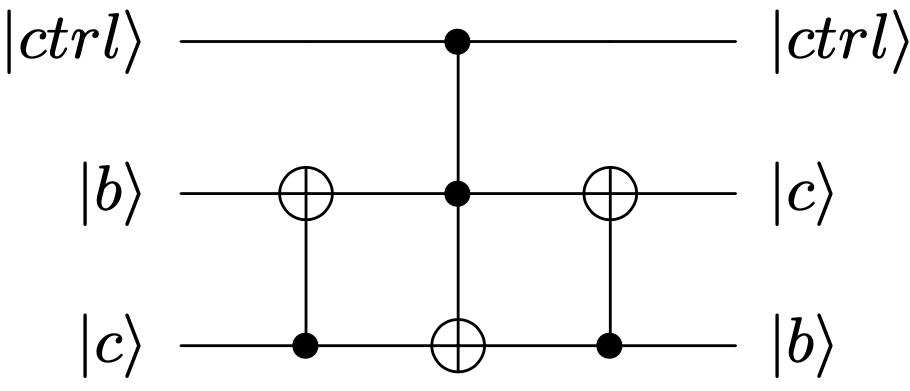 |ctrl⟩ |ctrl⟩
|b⟩ |c⟩
|c⟩ |b⟩